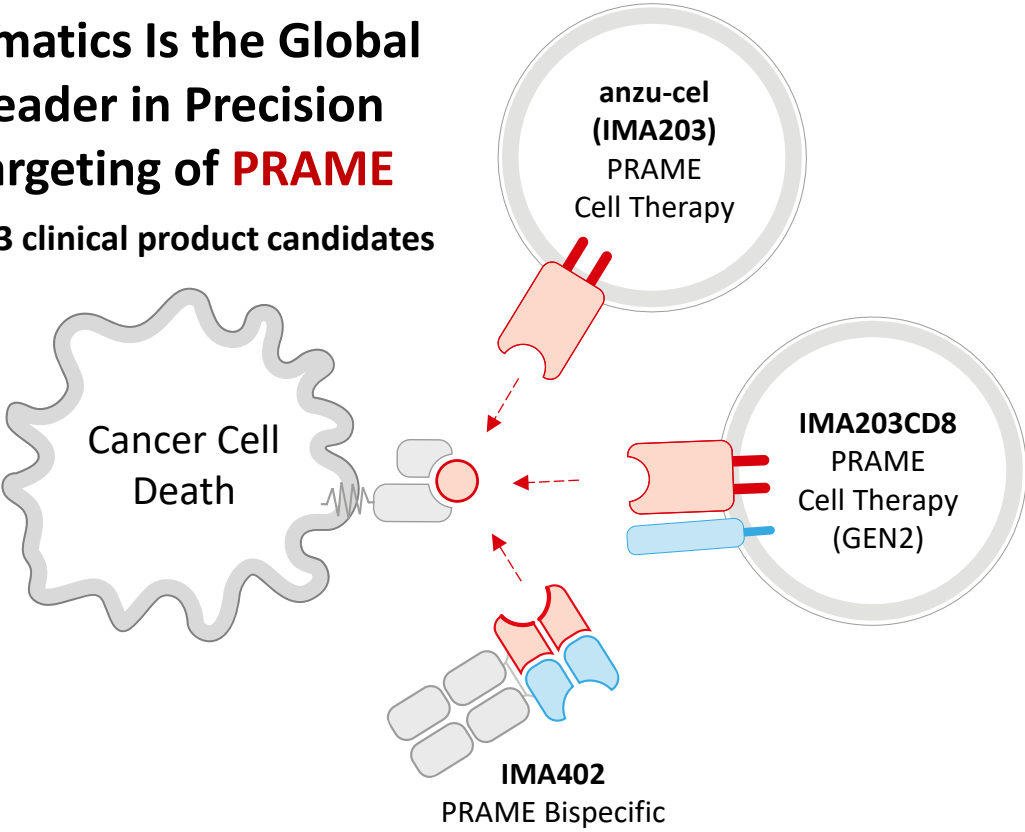 matics Is the Global
eader in Precision
argeting of PRAME
3 clinical product candidates
anzu-cel
(IMA203)
PRAME
Cell Therapy
Cancer Cell
Death
IMA203CD8
PRAME
Cell Therapy
(GEN2)
IMA402
PRAME Bispecific